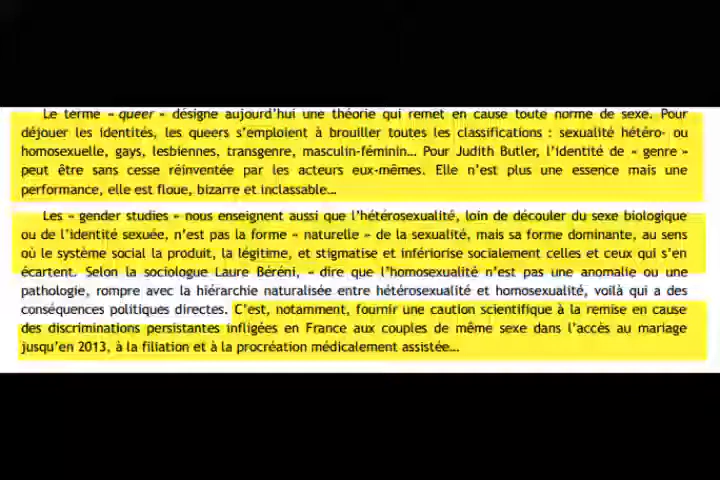 Le terme « queer » désigne aujourd'hui une théorie qui remet en cause toute norme de sexe. Pour
déjouer les identités, les queers s'emploient à brouiller toutes les classifications : sexualité hétéro- ou
homosexuelle, gays, lesbiennes, transgenre, masculin-féminin... Pour Judith Butler, l'identité de « genre »
peut être sans cesse réinventée par les acteurs eux-mêmes. Elle n'est plus une essence mais une
performance, elle est floue, bizarre et inclassable...
Les « gender studies » nous enseignent aussi que l'hétérosexualité, loin de découler du sexe biologique
ou de l'identité sexuée, n'est pas la forme « naturelle » de la sexualité, mais sa forme dominante, au sens
où le système social la produit, la légitime, et stigmatise et infériorise socialement celles et ceux qui s'en
écartent. Selon la sociologue Laure Béréni, « dire que l'homosexualité n'est pas une anomalie ou une
pathologie, rompre avec la hiérarchie naturalisée entre hétérosexualité et homosexualité, voilà qui a des
conséquences politiques directes. C'est, notamment, fournir une caution scientifique à la remise en cause
des discriminations persistantes infligées en France aux couples de même sexe dans l'accès au mariage
jusqu'en 2013, à la filiation et à la procréation médicalement assistée...